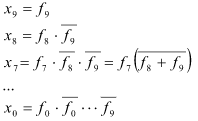 x₉ = f₉
x₈ = f₈ · f̅₉̅
x₇ = f₇ · f̅₈̅ · f̅₉̅ = f₇(f̅₈̅ ̅+̅ ̅f̅₉̅)
...
x₀ = f₀ · f̅₀̅ ··· f̅₉̅